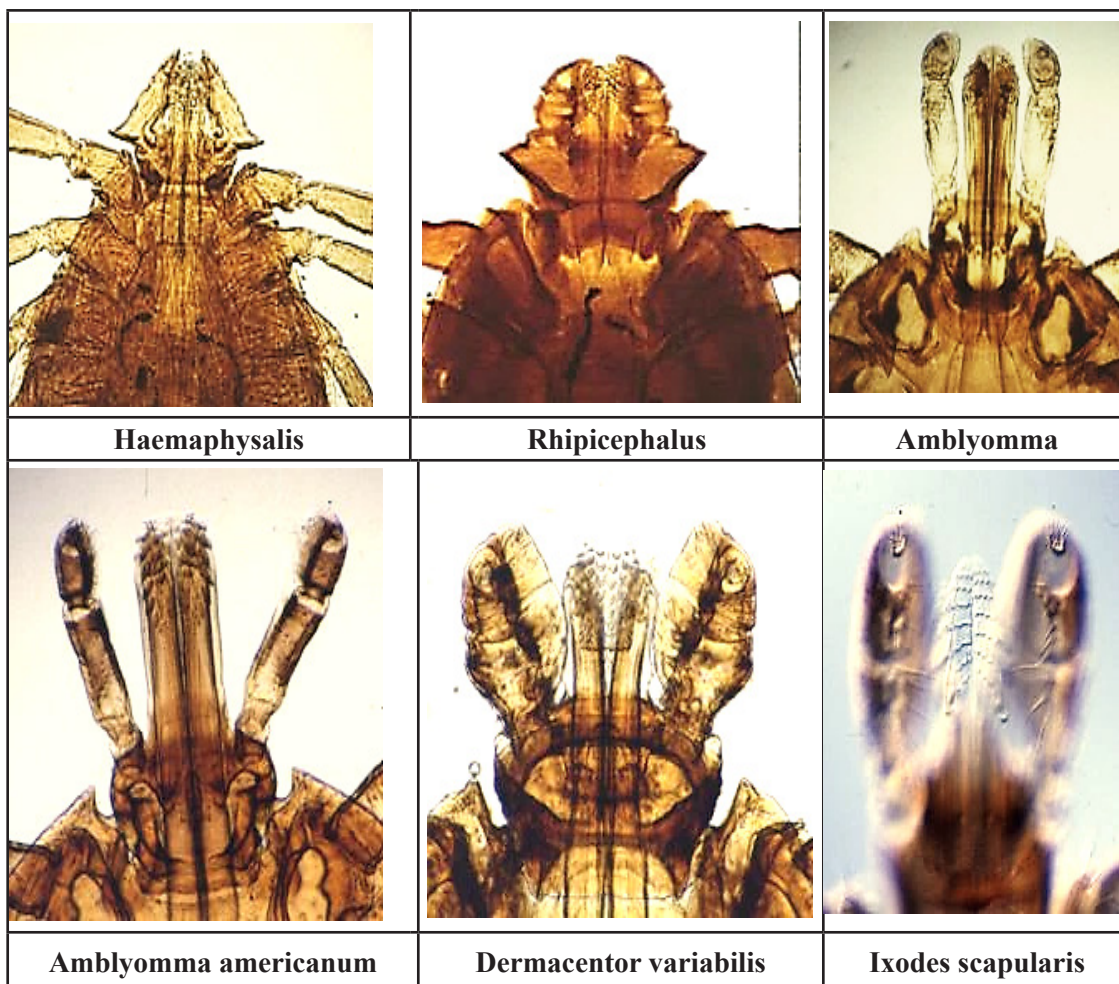 Haemaphysalis
Rhipicephalus
Amblyomma
Amblyomma americanum
Dermacentor variabilis
Ixodes scapularis